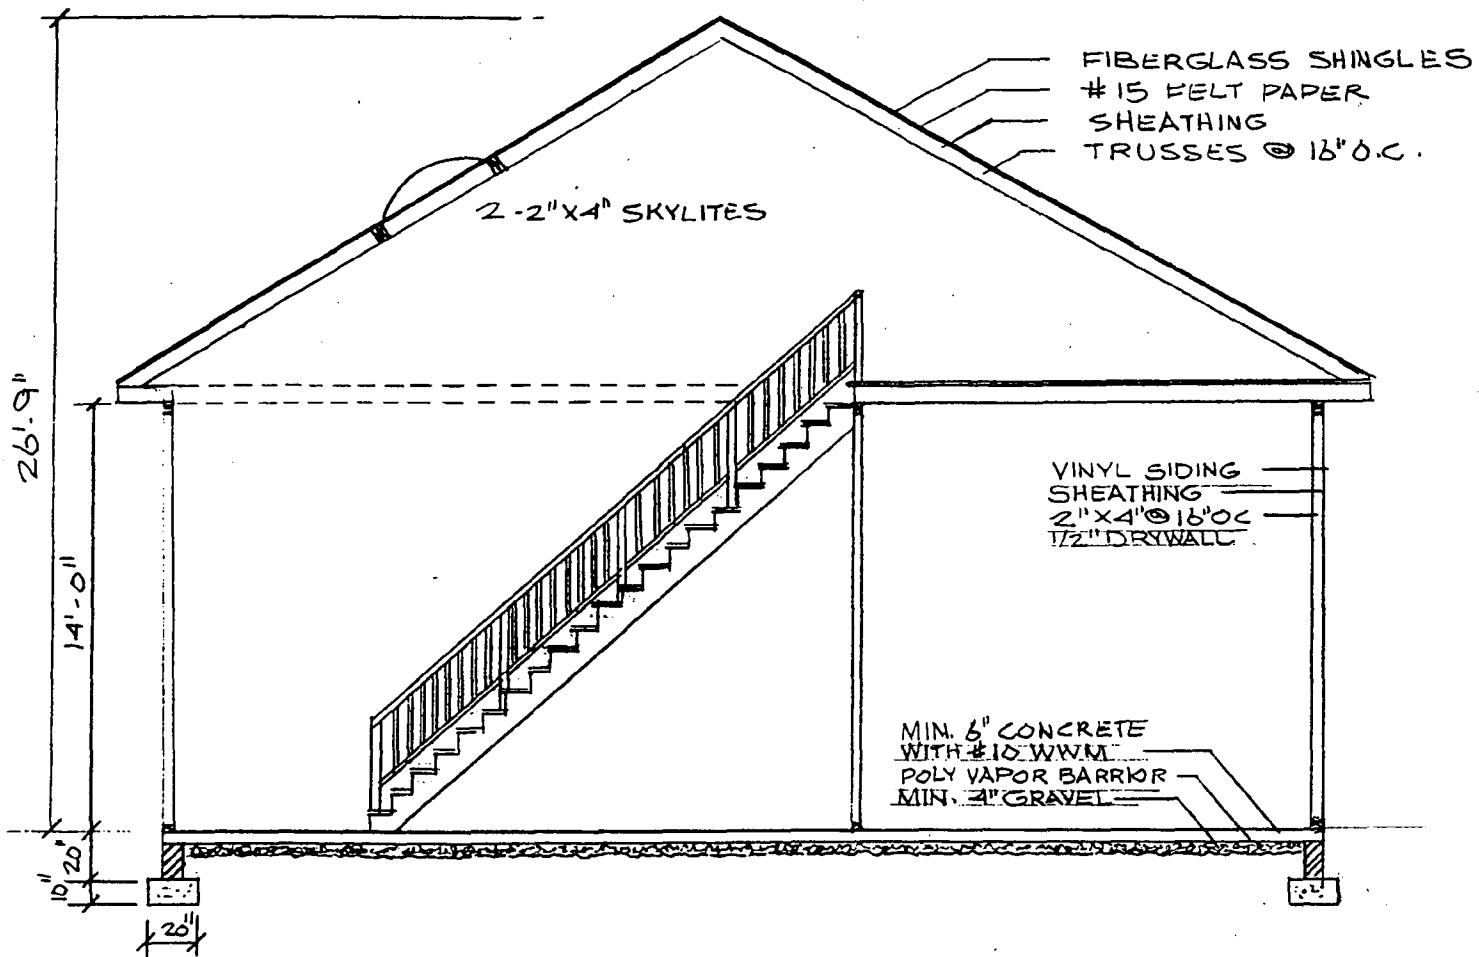 FIBERGLASS SHINGLES
#15 FELT PAPER
SHEATHING
TRUSSES @ 16" O.C.
2-2"X4" SKYLITES
26'-9"
14'-0"
VINYL SIDING
SHEATHING
2"X4"@16"OC
1/2" DRYWALL
MIN. 6" CONCRETE
WITH #10 WWM
POLY VAPOR BARRIOR
MIN. 4" GRAVEL
20"
10"
20"